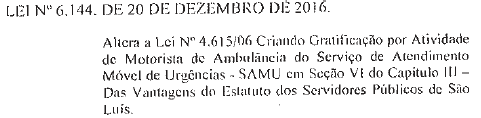 LEI Nº 6.144. DE 20 DE DEZEMBRO DE 2016.
Altera a Lei Nº 4.615/06 Criando Gratificação por Atividade
de Motorista de Ambulância do Serviço de Atendimento
Móvel de Urgências - SAMU em Seção VI do Capitulo III –
Das Vantagens do Estatuto dos Servidores Públicos de São
Luís.